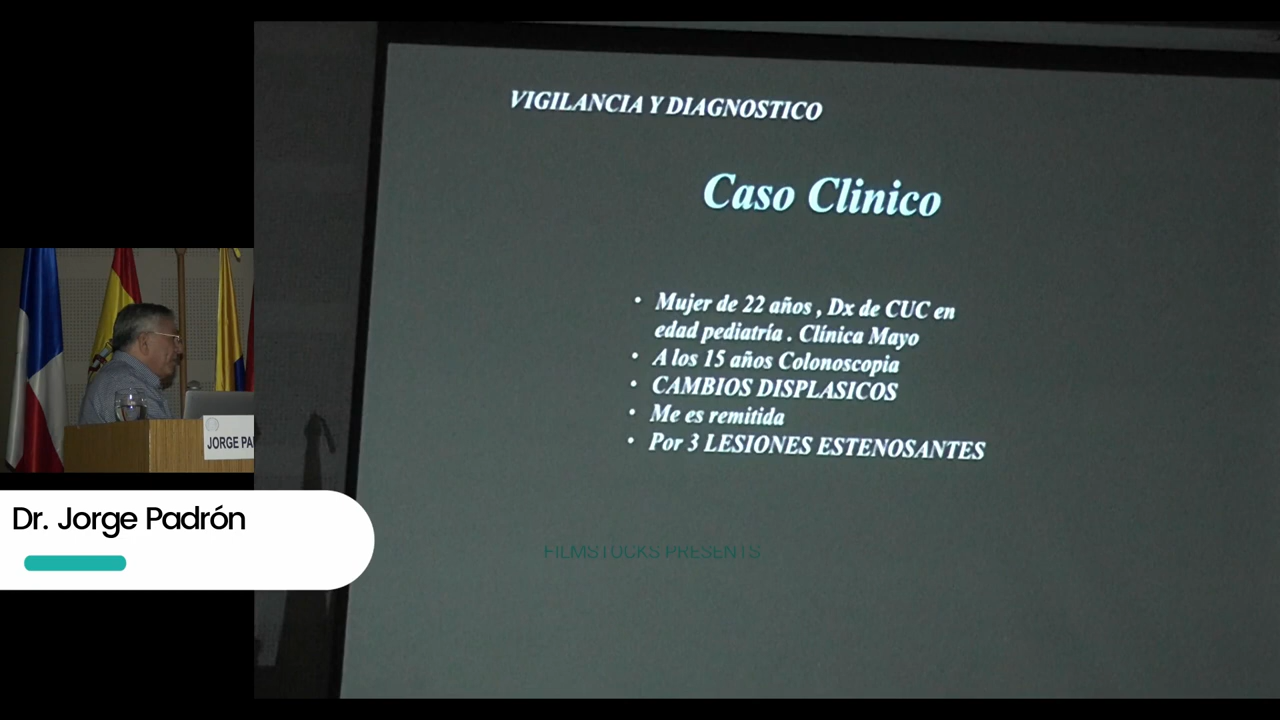 VIGILANCIA Y DIAGNOSTICO
Caso Clinico
• Mujer de 22 años , Dx de CUC en
edad pediatría . Clínica Mayo
• A los 15 años Colonoscopia
• CAMBIOS DISPLASICOS
• Me es remitida
• Por 3 LESIONES ESTENOSANTES
JORGE PA
Dr. Jorge Padrón
FILMSTOCKS PRESENTS